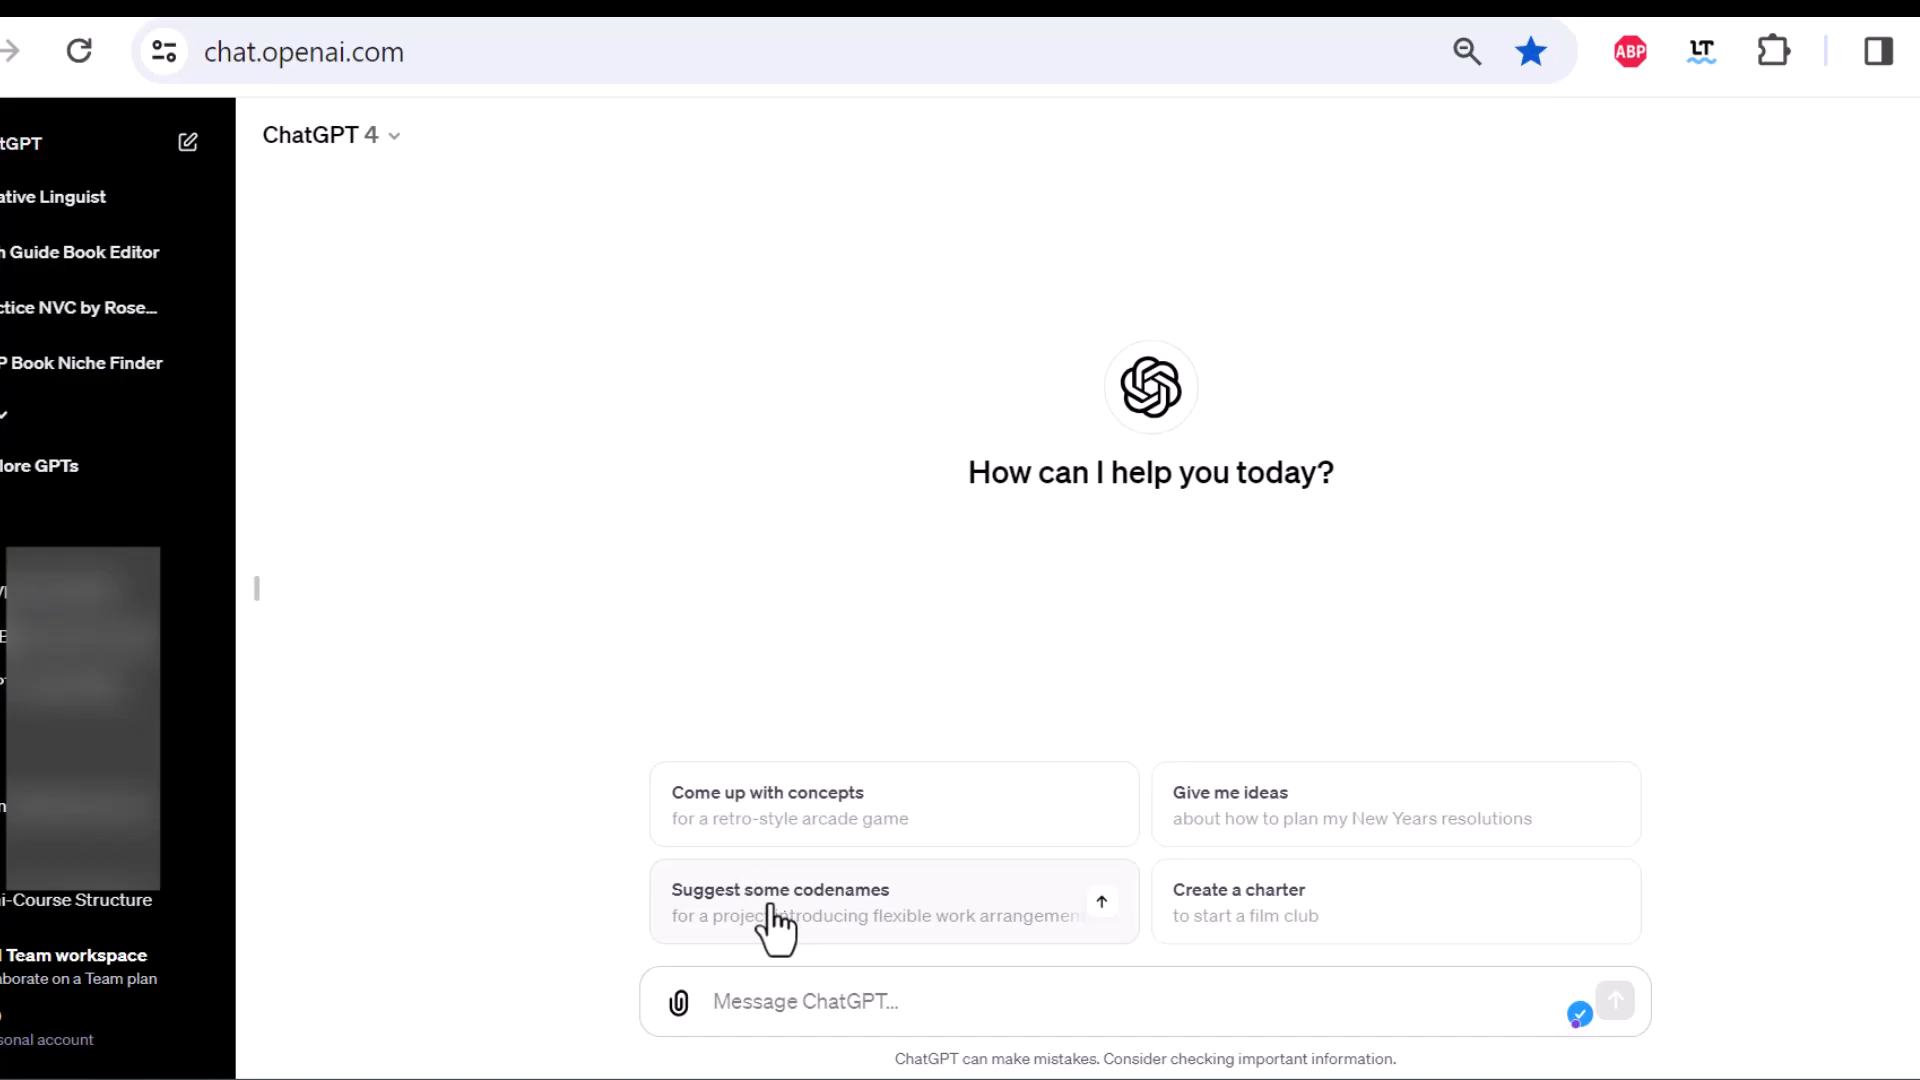 chat.openai.com
ABP
LT
tGPT
ative Linguist
h Guide Book Editor
ctice NVC by Rose...
P Book Niche Finder
lore GPTs
i-Course Structure
Team workspace
aborate on a Team plan
sonal account
ChatGPT 4
How can I help you today?
Come up with concepts
for a retro-style arcade game
Give me ideas
about how to plan my New Years resolutions
Suggest some codenames
for a project introducing flexible work arrangemen
Create a charter
to start a film club
Message ChatGPT...
ChatGPT can make mistakes. Consider checking important information.